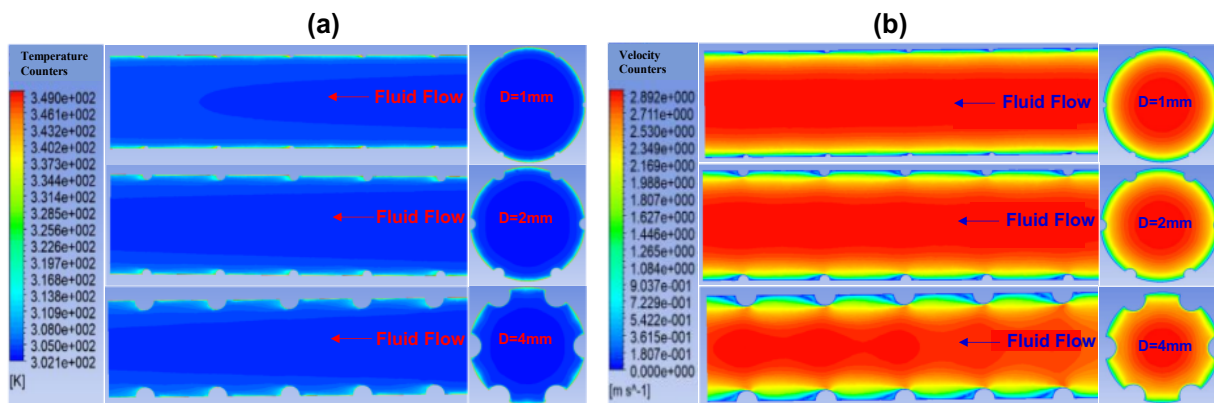 (a)
Temperature
Counters
3.490e+002
3.461e+002
3.432e+002
3.402e+002
3.373e+002
3.344e+002
3.314e+002
3.285e+002
3.256e+002
3.226e+002
3.197e+002
3.168e+002
3.138e+002
3.109e+002
3.080e+002
3.050e+002
3.021e+002
[K]
Fluid Flow
D=1mm
Fluid Flow
D=2mm
Fluid Flow
D=4mm
(b)
Velocity
Counters
2.892e+000
2.711e+000
2.530e+000
2.349e+000
2.169e+000
1.988e+000
1.807e+000
1.627e+000
1.446e+000
1.265e+000
1.084e+000
9.037e-001
7.229e-001
5.422e-001
3.615e-001
1.807e-001
0.000e+000
[m s^-1]
Fluid Flow
D=1mm
Fluid Flow
D=2mm
Fluid Flow
D=4mm